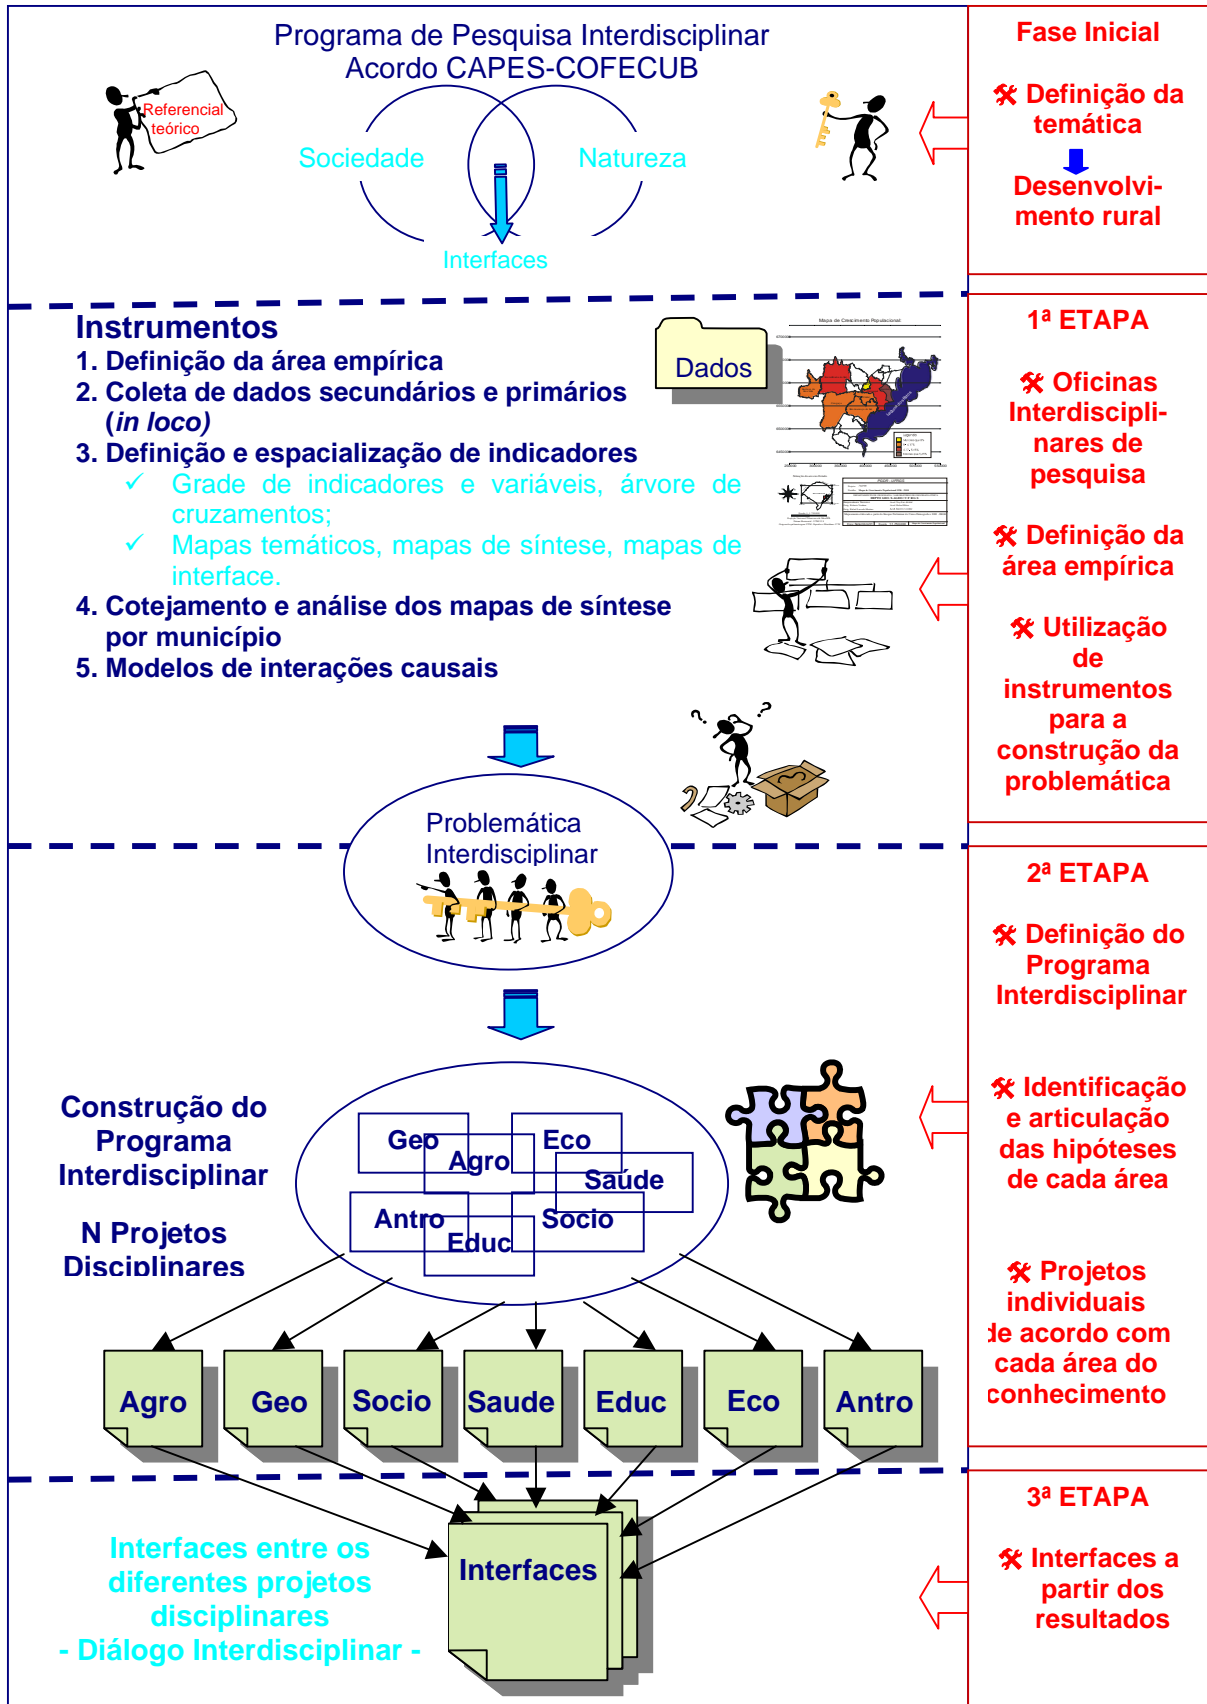 Programa de Pesquisa Interdisciplinar
Acordo CAPES-COFECUB
Referencial
teórico
Sociedade
Natureza
Interfaces
Fase Inicial
Definição da
temática
Desenvolvi-
mento rural
Instrumentos
1. Definição da área empírica
2. Coleta de dados secundários e primários
(in loco)
3. Definição e espacialização de indicadores
✓ Grade de indicadores e variáveis, árvore de
cruzamentos;
✓ Mapas temáticos, mapas de síntese, mapas de
interface.
4. Cotejamento e análise dos mapas de síntese
por município
5. Modelos de interações causais
Dados
Mapa de Crescimento Populacional
1ª ETAPA
Oficinas
Interdiscipli-
nares de
pesquisa
Definição da
área empírica
Utilização
de
instrumentos
para a
construção da
problemática
? ?
Problemática
Interdisciplinar
2ª ETAPA
Definição do
Programa
Interdisciplinar
Identificação
e articulação
das hipóteses
de cada área
Projetos
individuais
de acordo com
cada área do
conhecimento
Construção do
Programa
Interdisciplinar
N Projetos
Disciplinares
Geo
Eco
Agro
Saúde
Antro
Socio
Educ
Agro
Geo
Socio
Saude
Educ
Eco
Antro
Interfaces entre os
diferentes projetos
disciplinares
- Diálogo Interdisciplinar -
Interfaces
3ª ETAPA
Interfaces a
partir dos
resultados